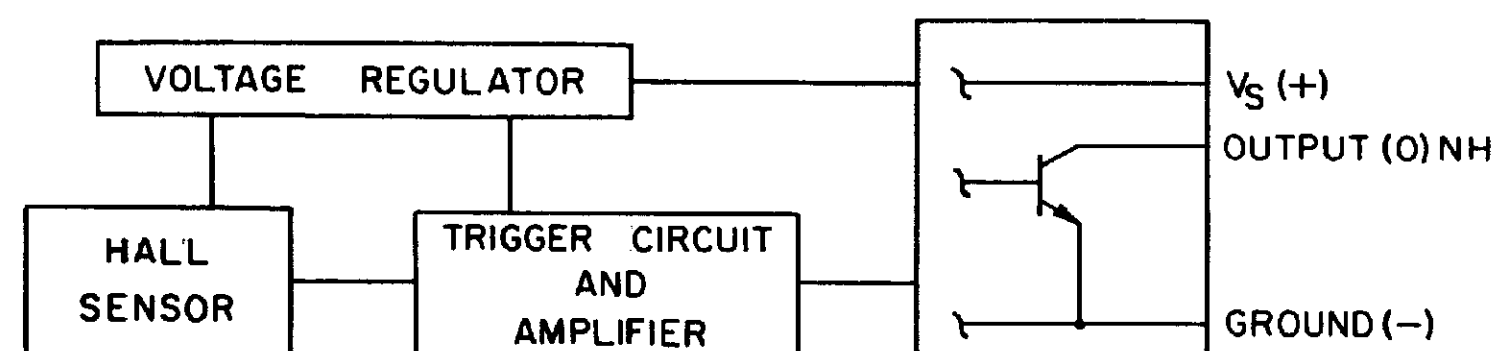 VOLTAGE REGULATOR
VS (+)
OUTPUT (O) NH
HALL
SENSOR
TRIGGER CIRCUIT
AND
AMPLIFIER
GROUND (−)